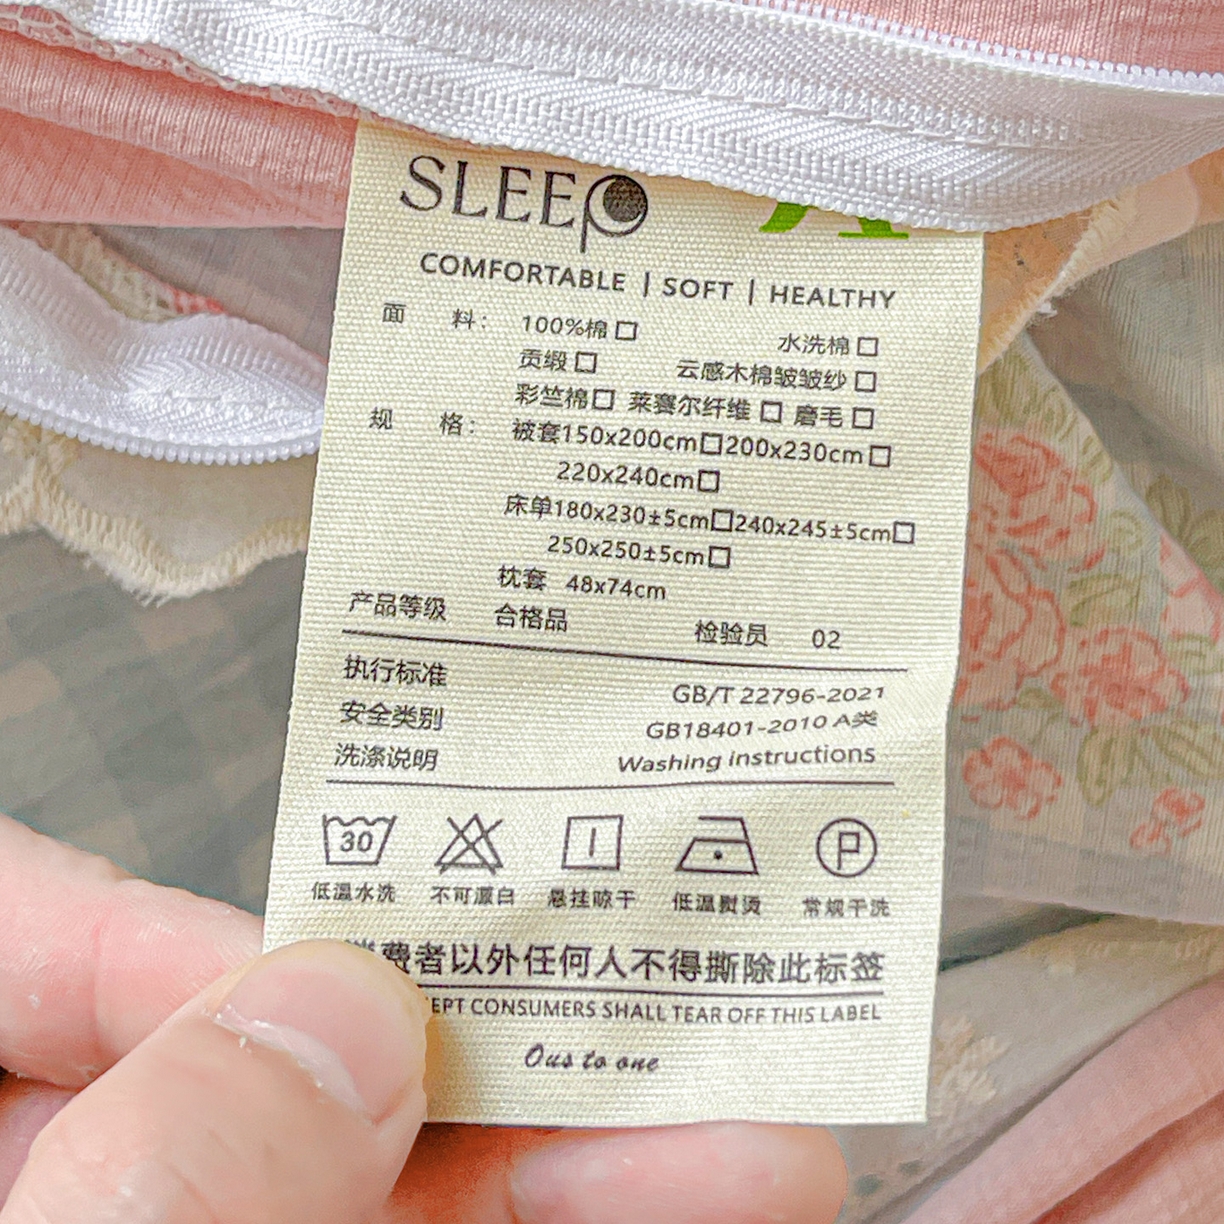 SLEEP
COMFORTABLE | SOFT | HEALTHY
面 料： 100%棉□ 水洗棉□
贡缎□ 云感木棉皱皱纱□
彩竺棉□ 莱赛尔纤维□ 磨毛□
规 格： 被套150x200cm□200x230cm□
220x240cm□
床单180x230±5cm□240x245±5cm□
250x250±5cm□
枕套 48x74cm
产品等级 合格品 检验员 02
执行标准 GB/T 22796-2021
安全类别 GB18401-2010 A类
洗涤说明 Washing instructions
30
P
低温水洗 不可漂白 悬挂晾干 低温熨烫 常规干洗
费者以外任何人不得撕除此标签
CONSUMERS SHALL TEAR OFF THIS LABEL
Ous to one